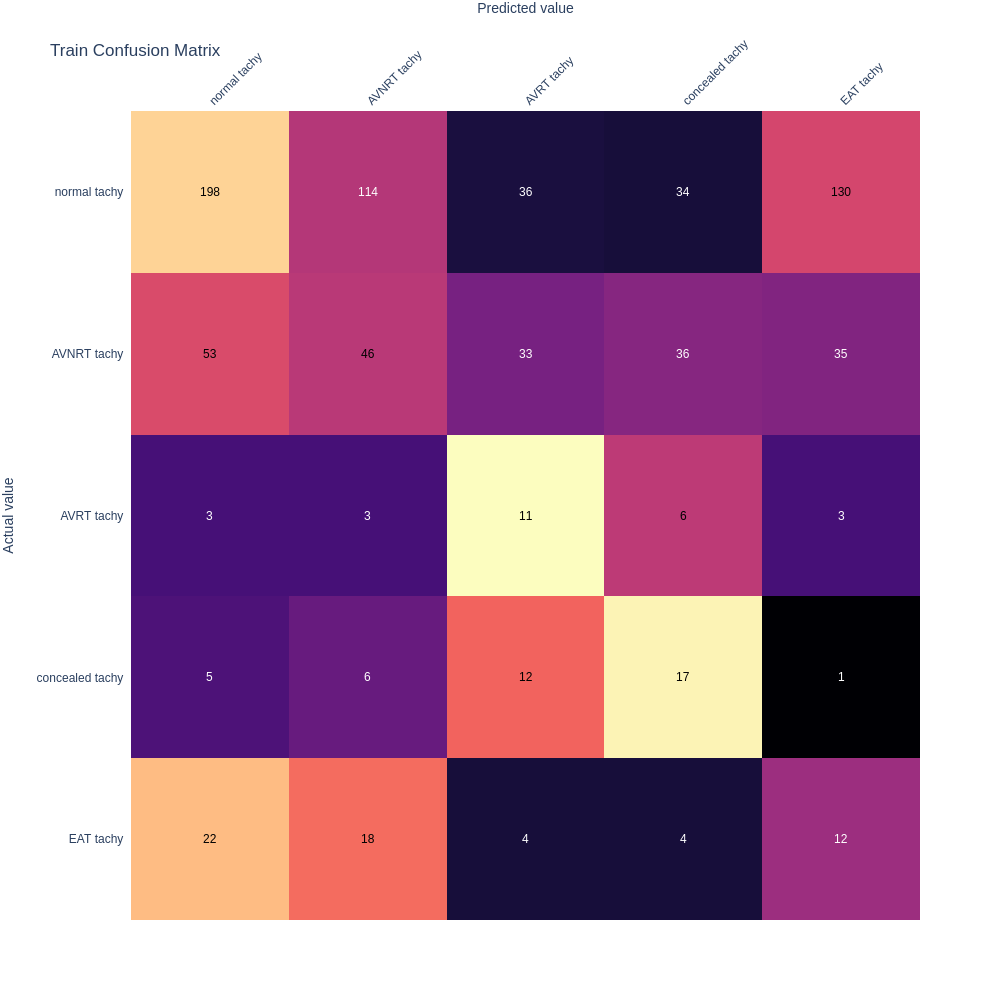 Predicted value
Train Confusion Matrix
normal tachy AVNRT tachy AVRT tachy concealed tachy EAT tachy
normal tachy 198 114 36 34 130
AVNRT tachy 53 46 33 36 35
Actual value
AVRT tachy 3 3 11 6 3
concealed tachy 5 6 12 17 1
EAT tachy 22 18 4 4 12